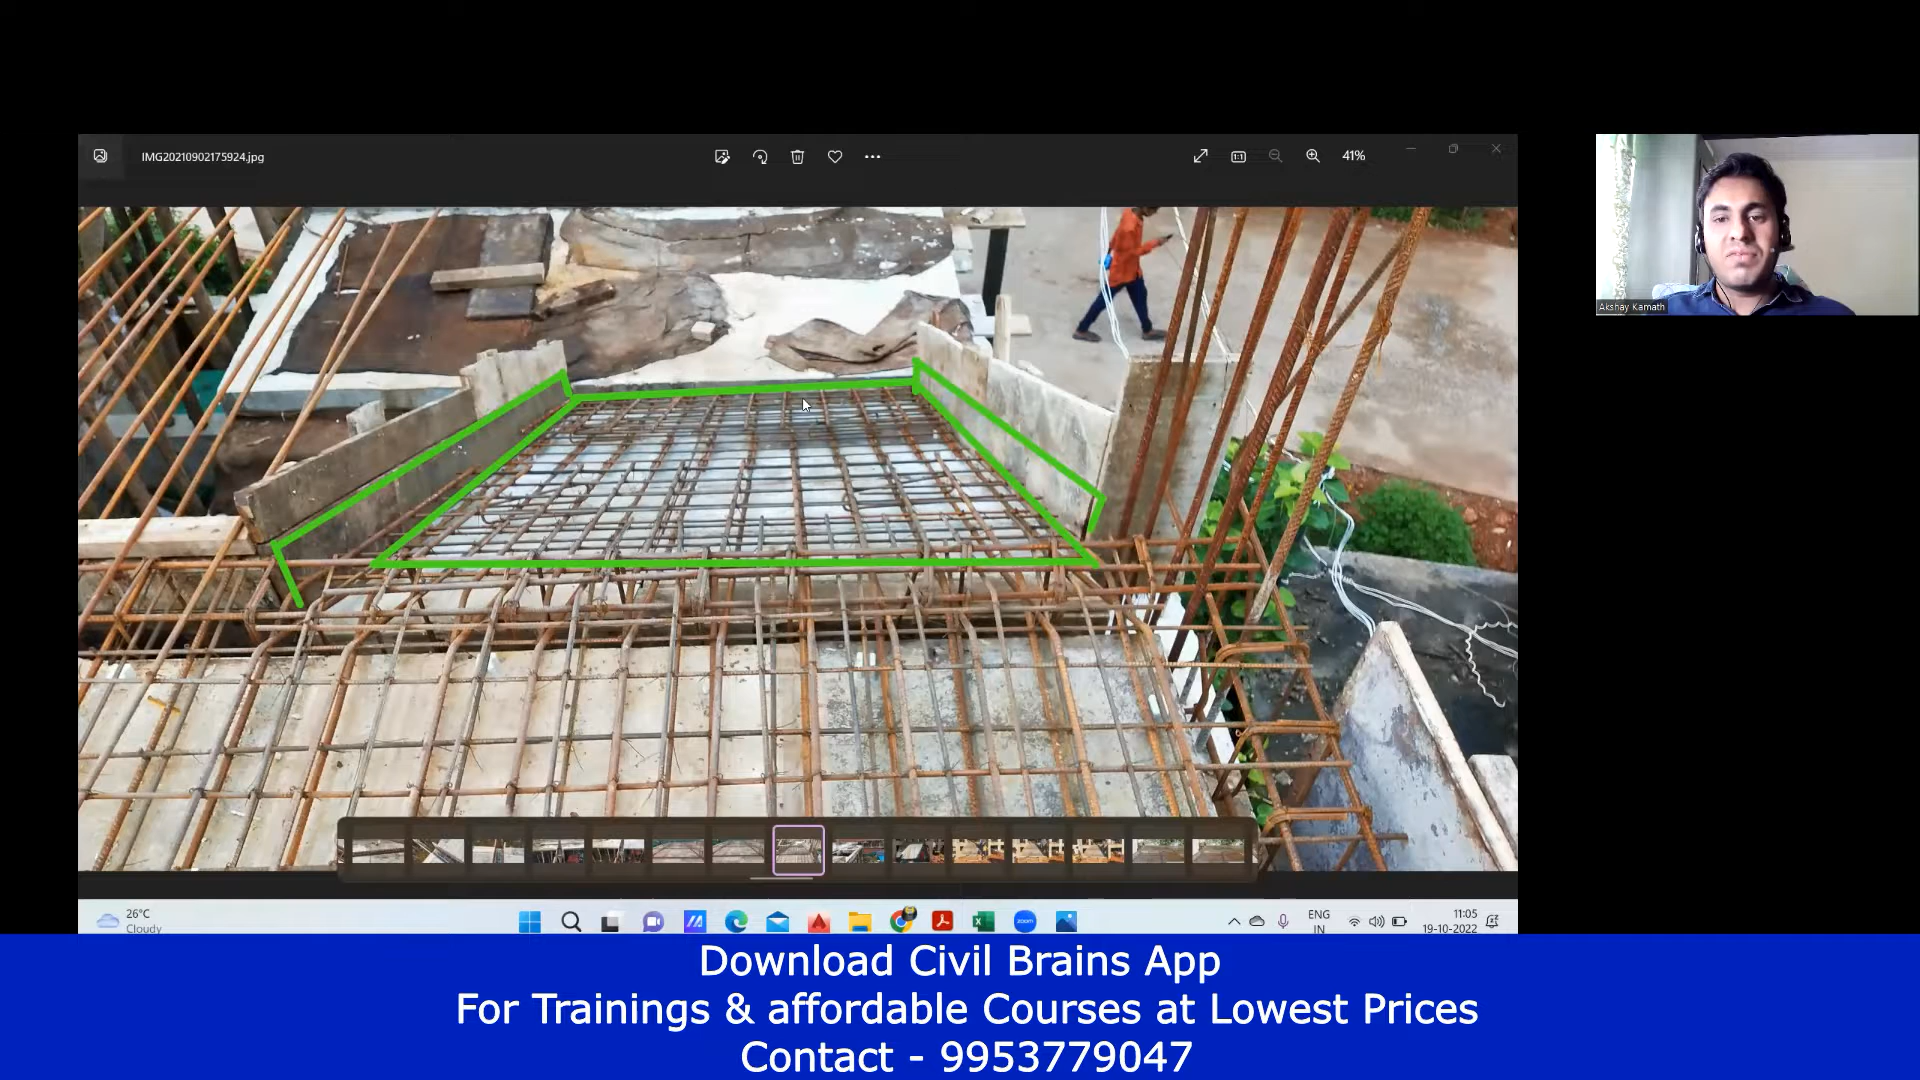 IMG20210902175924.jpg
41%
Akshay Kamath
26°C
Cloudy
zoom
ENG
IN
11:05
19-10-2022
Download Civil Brains App
For Trainings & affordable Courses at Lowest Prices
Contact - 9953779047